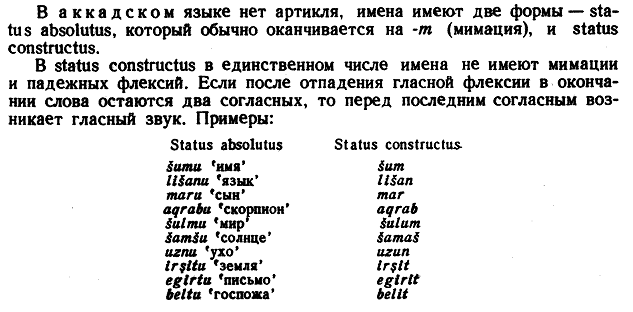 В аккадском языке нет артикля, имена имеют две формы — sta-
tus absolutus, который обычно оканчивается на -m (мимация), и status
constructus.
В status constructus в единственном числе имена не имеют мимации
и падежных флексий. Если после отпадения гласной флексии в оконча-
нии слова остаются два согласных, то перед последним согласным воз-
никает гласный звук. Примеры:
Status absolutus Status constructus
šumu ‘имя’ šum
lišanu ‘язык’ lišan
maru ‘сын’ mar
aqrabu ‘скорпион’ aqrab
šulmu ‘мир’ šulum
šamšu ‘солнце’ šamaš
uznu ‘ухо’ uzun
irṣitu ‘земля’ irṣit
egirtu ‘письмо’ egirit
beltu ‘госпожа’ belit